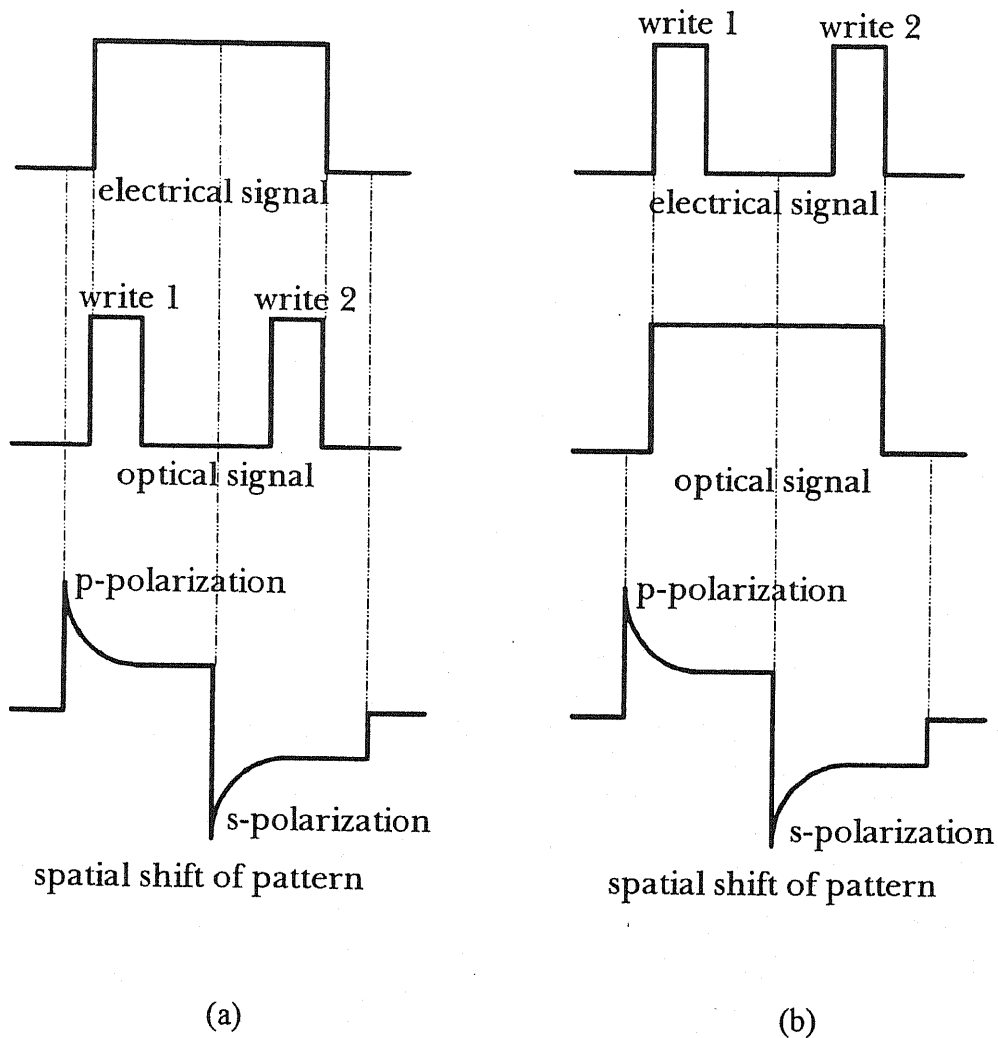 electrical signal
write 1 write 2
optical signal
p-polarization
s-polarization
spatial shift of pattern
(a)
write 1 write 2
electrical signal
optical signal
p-polarization
s-polarization
spatial shift of pattern
(b)